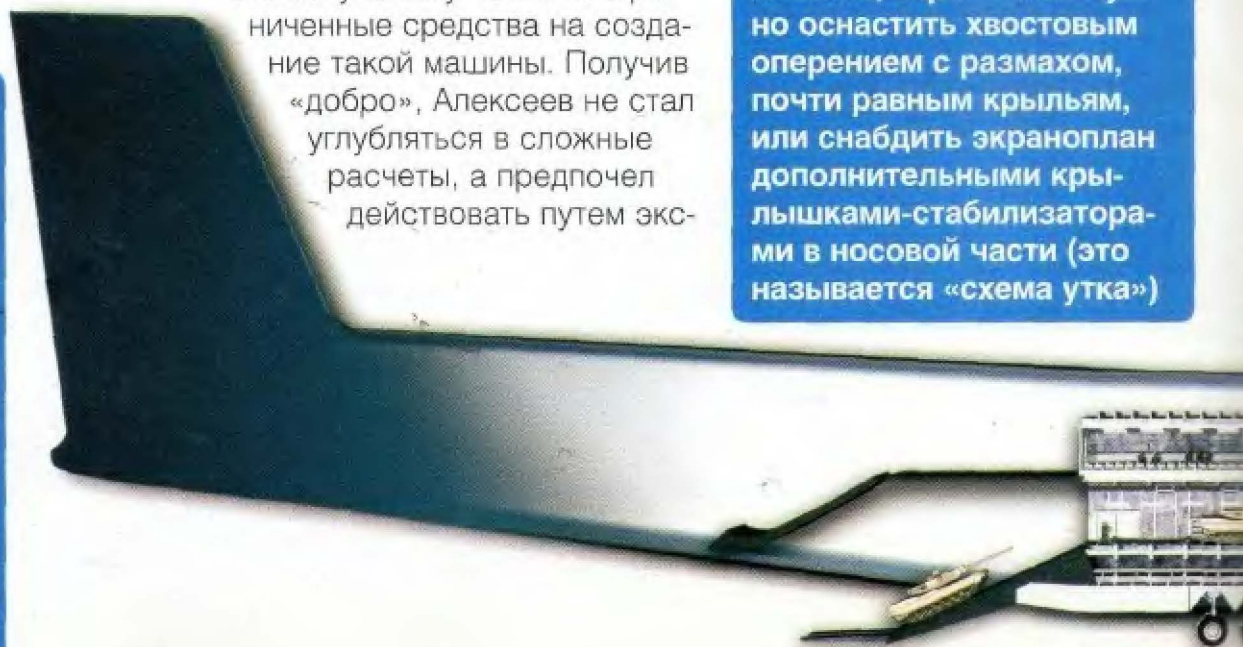 ниченные средства на созда-
ние такой машины. Получив
«добро», Алексеев не стал
углубляться в сложные
расчеты, а предпочел
действовать путем экс-
но оснастить хвостовым
оперением с размахом,
почти равным крыльям,
или снабдить экраноплан
дополнительными кры-
лышками-стабилизатора-
ми в носовой части (это
называется «схема утка»)